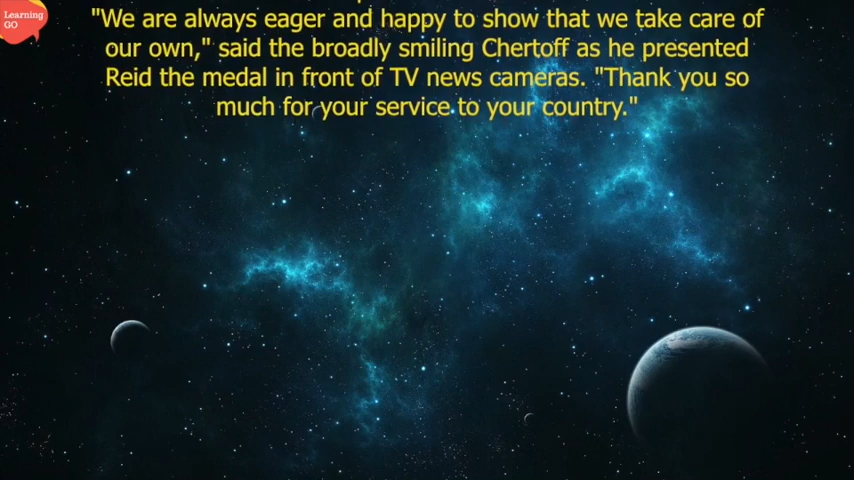 Learning
GO
"We are always eager and happy to show that we take care of
our own," said the broadly smiling Chertoff as he presented
Reid the medal in front of TV news cameras. "Thank you so
much for your service to your country."